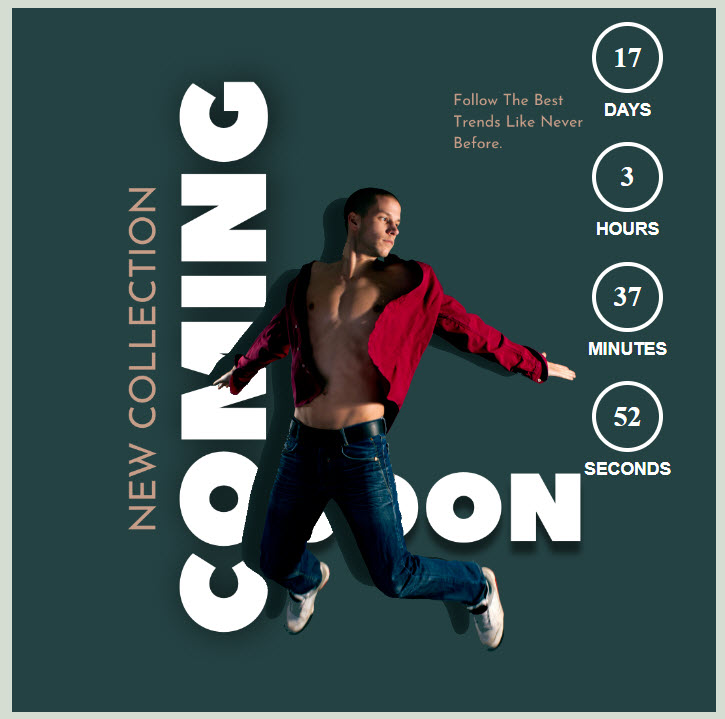 NEW COLLECTION
COMING
SOON
Follow The Best
Trends Like Never
Before.
17
DAYS
3
HOURS
37
MINUTES
52
SECONDS